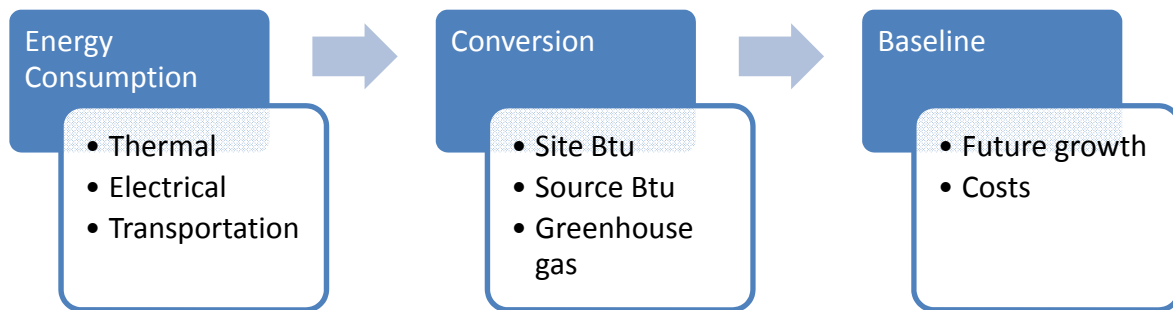 Energy
Consumption
• Thermal
• Electrical
• Transportation
Conversion
• Site Btu
• Source Btu
• Greenhouse
gas
Baseline
• Future growth
• Costs